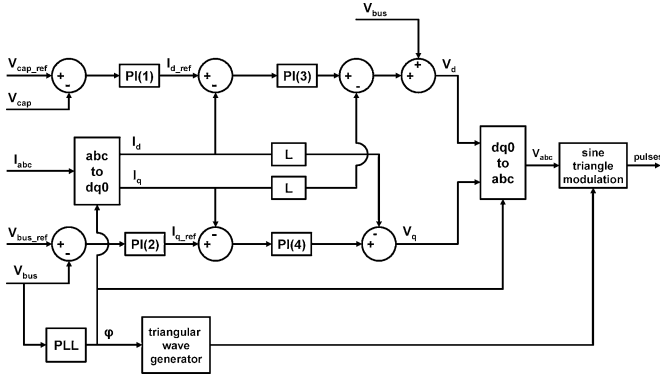 V_bus
V_cap_ref
+
-
PI(1)
I_d_ref
+
-
PI(3)
+
-
+
+
V_d
V_cap
I_abc
abc
to
dq0
I_d
I_q
L
L
dq0
to
abc
V_abc
sine
triangle
modulation
pulses
V_bus_ref
+
-
PI(2)
I_q_ref
-
+
PI(4)
-
+
V_q
V_bus
PLL
φ
triangular
wave
generator